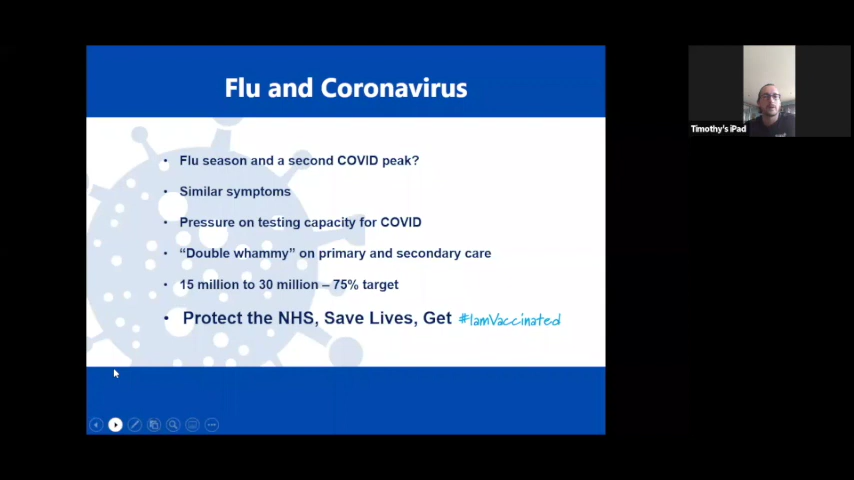 Flu and Coronavirus
Timothy's iPad
• Flu season and a second COVID peak?
• Similar symptoms
• Pressure on testing capacity for COVID
• “Double whammy” on primary and secondary care
• 15 million to 30 million – 75% target
• Protect the NHS, Save Lives, Get #IamVaccinated